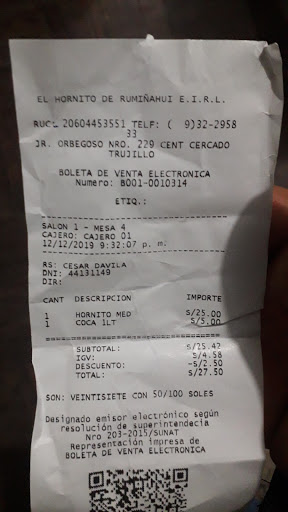 EL HORNITO DE RUMIÑAHUI E.I.R.L.
RUC: 20604453551 TELF: ( 9)32-2958
33
JR. ORBEGOSO NRO. 229 CENT CERCADO
TRUJILLO
BOLETA DE VENTA ELECTRONICA
Numero: B001-0010314
ETIQ.:
SALON 1 - MESA 4
CAJERO: CAJERO 01
12/12/2019 9:32:07 p. m.
RS: CESAR DAVILA
DNI: 44131149
DIR:
CANT DESCRIPCION IMPORTE
1 HORNITO MED S/25.00
1 COCA 1LT S/5.00
SUBTOTAL: S/25.42
IGV: S/4.58
DESCUENTO: -S/2.50
TOTAL: S/27.50
SON: VEINTISIETE CON 50/100 SOLES
Designado emisor electrónico según
resolución de superintendecia
Nro 203-2015/SUNAT
Representación impresa de
BOLETA DE VENTA ELECTRONICA